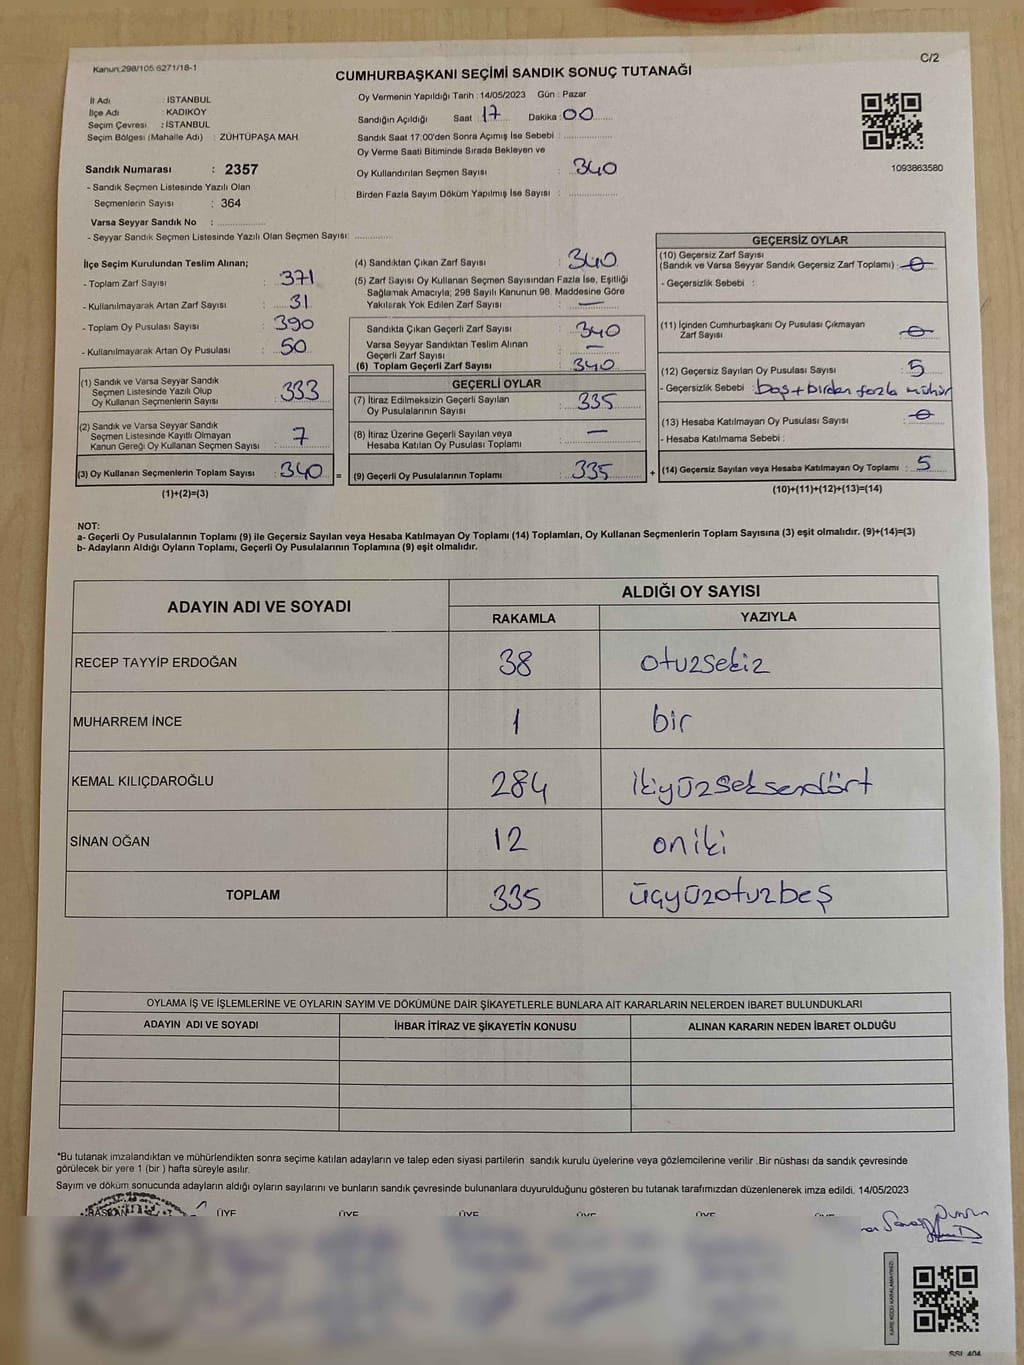 Kanun:298/105 6271/18-1
C/2
CUMHURBAŞKANI SEÇİMİ SANDIK SONUÇ TUTANAĞI
İl Adı : İSTANBUL
İlçe Adı : KADIKÖY
Seçim Çevresi : İSTANBUL
Seçim Bölgesi (Mahalle Adı) : ZÜHTÜPAŞA MAH.
Sandık Numarası : 2357
- Sandık Seçmen Listesinde Yazılı Olan
Seçmenlerin Sayısı : 364
Varsa Seyyar Sandık No :
- Seyyar Sandık Seçmen Listesinde Yazılı Olan Seçmen Sayısı:
Oy Vermenin Yapıldığı Tarih : 14/05/2023 Gün : Pazar
Sandığın Açıldığı Saat 17 Dakika : 00
Sandık Saat 17:00'den Sonra Açımış İse Sebebi :
Oy Verme Saati Bitiminde Sırada Bekleyen ve
Oy Kullandırılan Seçmen Sayısı : 340
Birden Fazla Sayım Döküm Yapılmış İse Sayısı :
1093863580
İlçe Seçim Kurulundan Teslim Alınan;
- Toplam Zarf Sayısı : 371
- Kullanılmayarak Artan Zarf Sayısı : 31
- Toplam Oy Pusulası Sayısı : 390
- Kullanılmayarak Artan Oy Pusulası : 50
(1) Sandık ve Varsa Seyyar Sandık
Seçmen Listesinde Yazılı Olup
Oy Kullanan Seçmenlerin Sayısı : 333
(2) Sandık ve Varsa Seyyar Sandık
Seçmen Listesinde Kayıtlı Olmayan
Kanun Gereği Oy Kullanan Seçmen Sayısı : 7
(3) Oy Kullanan Seçmenlerin Toplam Sayısı : 340 =
(1)+(2)=(3)
(4) Sandıktan Çıkan Zarf Sayısı : 340
(5) Zarf Sayısı Oy Kullanan Seçmen Sayısından Fazla İse, Eşitliği
Sağlamak Amacıyla, 298 Sayılı Kanunun 98. Maddesine Göre
Yakılarak Yok Edilen Zarf Sayısı : —
Sandıkta Çıkan Geçerli Zarf Sayısı : 340
Varsa Seyyar Sandıktan Teslim Alınan
Geçerli Zarf Sayısı : —
(6) Toplam Geçerli Zarf Sayısı : 340
GEÇERLİ OYLAR
(7) İtiraz Edilmeksizin Geçerli Sayılan
Oy Pusulalarının Sayısı : 335
(8) İtiraz Üzerine Geçerli Sayılan veya
Hesaba Katılan Oy Pusulası Toplamı : —
(9) Geçerli Oy Pusulalarının Toplamı : 335 +
GEÇERSİZ OYLAR
(10) Geçersiz Zarf Sayısı
(Sandık ve Varsa Seyyar Sandık Geçersiz Zarf Toplamı) : 0
- Geçersizlik Sebebi :
(11) İçinden Cumhurbaşkanı Oy Pusulası Çıkmayan
Zarf Sayısı : 0
(12) Geçersiz Sayılan Oy Pusulası Sayısı : 5
- Geçersizlik Sebebi : boş+birden fazla mühür
(13) Hesaba Katılmayan Oy Pusulası Sayısı : 0
- Hesaba Katılmama Sebebi :
(14) Geçersiz Sayılan veya Hesaba Katılmayan Oy Toplamı : 5
(10)+(11)+(12)+(13)=(14)
NOT:
a- Geçerli Oy Pusulalarının Toplamı (9) ile Geçersiz Sayılan veya Hesaba Katılmayan Oy Toplamı (14) Toplamları, Oy Kullanan Seçmenlerin Toplam Sayısına (3) eşit olmalıdır. (9)+(14)=(3)
b- Adayların Aldığı Oyların Toplamı, Geçerli Oy Pusulalarının Toplamına (9) eşit olmalıdır.
ADAYIN ADI VE SOYADI
ALDIĞI OY SAYISI
RAKAMLA YAZIYLA
RECEP TAYYİP ERDOĞAN 38 otuzsekiz
MUHARREM İNCE 1 bir
KEMAL KILIÇDAROĞLU 284 ikiyüzseksendört
SİNAN OĞAN 12 oniki
TOPLAM 335 üçyüzotuzbeş
OYLAMA İŞ VE İŞLEMLERİNE VE OYLARIN SAYIM VE DÖKÜMÜNE DAİR ŞİKAYETLERLE BUNLARA AİT KARARLARIN NELERDEN İBARET BULUNDUKLARI
ADAYIN ADI VE SOYADI İHBAR İTİRAZ VE ŞİKAYETİN KONUSU ALINAN KARARIN NEDEN İBARET OLDUĞU
*Bu tutanak imzalandıktan ve mühürlendikten sonra seçime katılan adayların ve talep eden siyasi partilerin sandık kurulu üyelerine veya gözlemcilerine verilir .Bir nüshası da sandık çevresinde
görülecek bir yere 1 (bir ) hafta süreyle asılır.
Sayım ve döküm sonucunda adayların aldığı oyların sayılarını ve bunların sandık çevresinde bulunanlara duyurulduğunu gösteren bu tutanak tarafımızdan düzenlenerek imza edildi. 14/05/2023
BAŞKAN ÜYE ÜYE ÜYE ÜYE ÜYE